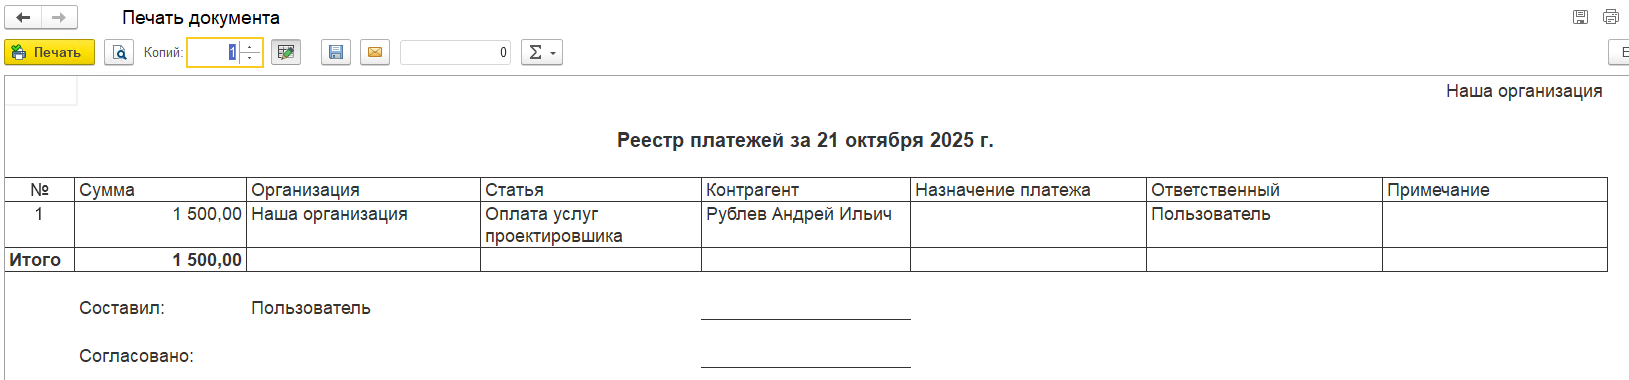 Печать документа
Печать Копий: 1 0 Σ Е
Наша организация
Реестр платежей за 21 октября 2025 г.
№ Сумма Организация Статья Контрагент Назначение платежа Ответственный Примечание
1 1 500,00 Наша организация Оплата услуг Рублев Андрей Ильич Пользователь
проектировшика
Итого 1 500,00
Составил: Пользователь
Согласовано: